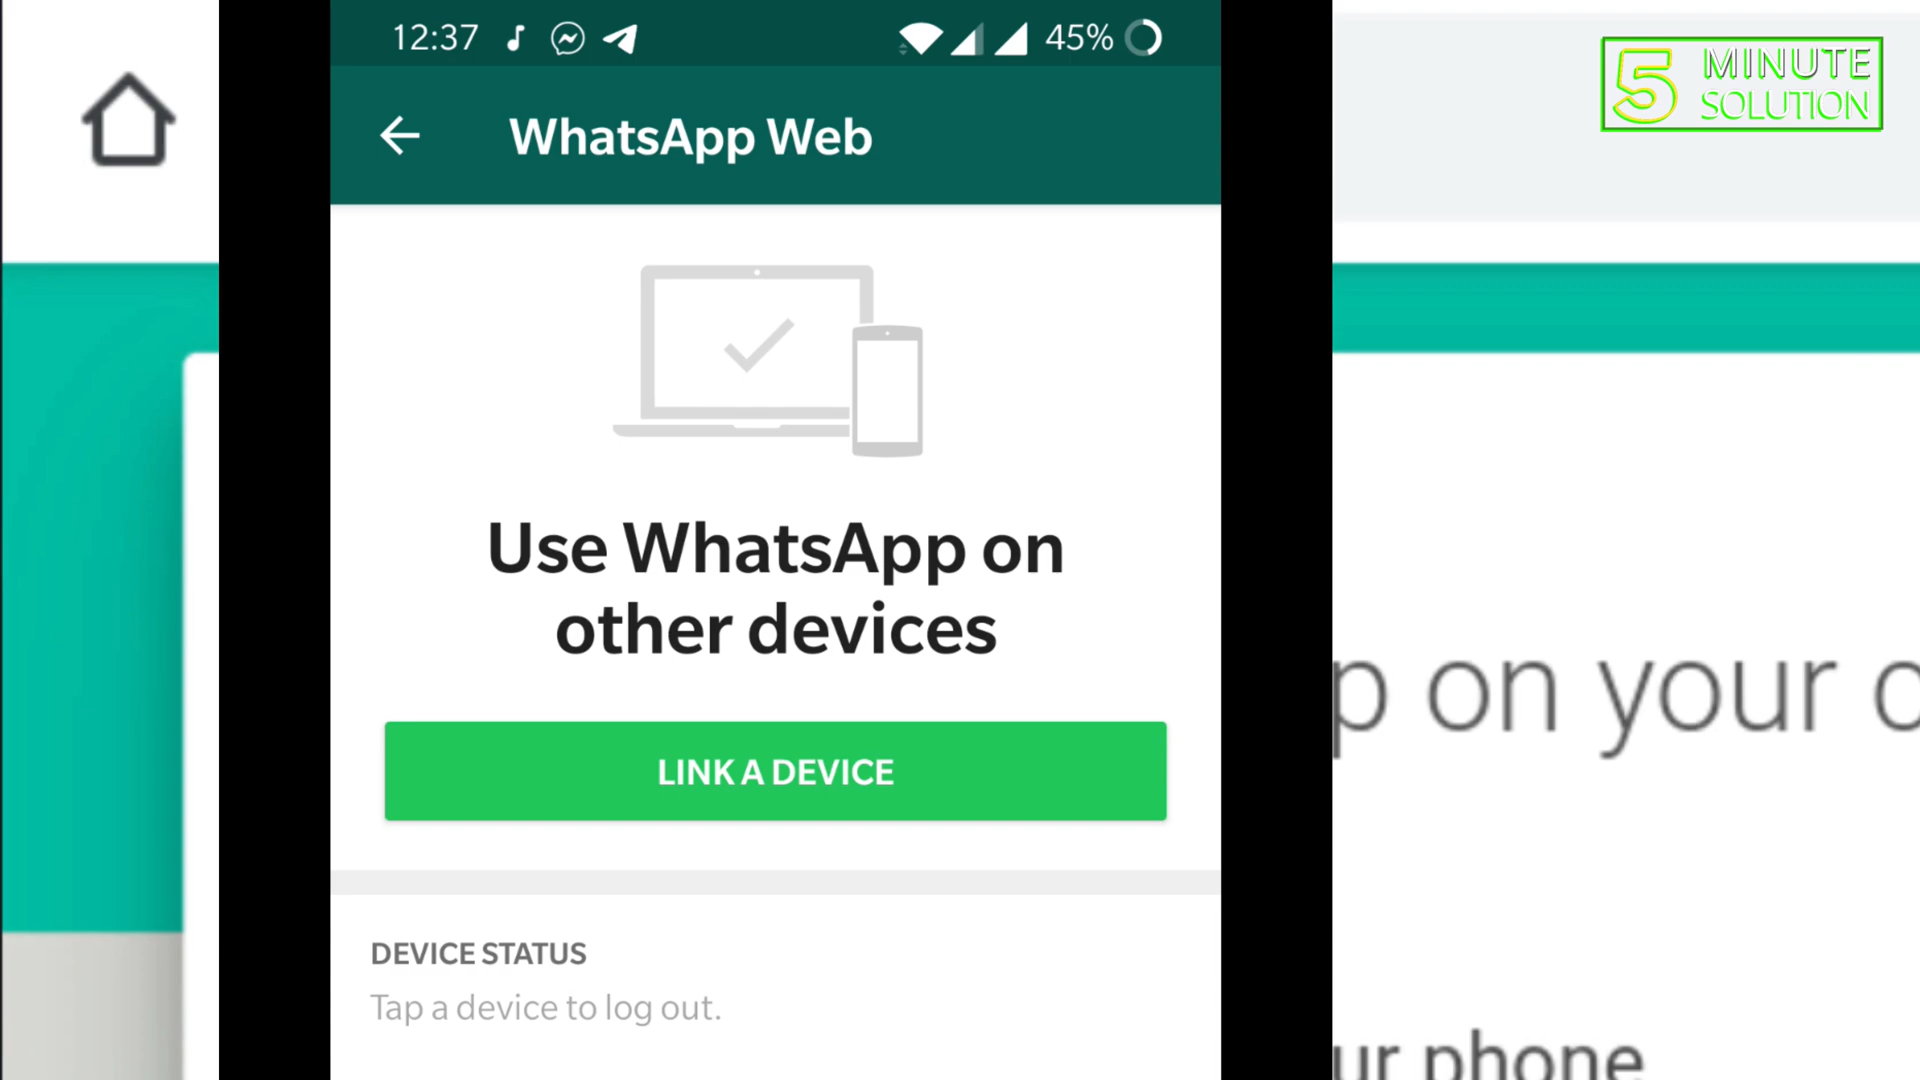 12:37
45%
5 MINUTE
SOLUTION
WhatsApp Web
Use WhatsApp on
other devices
LINK A DEVICE
p on your
DEVICE STATUS
Tap a device to log out.
ur phone